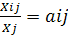 Xij/Xj = aij